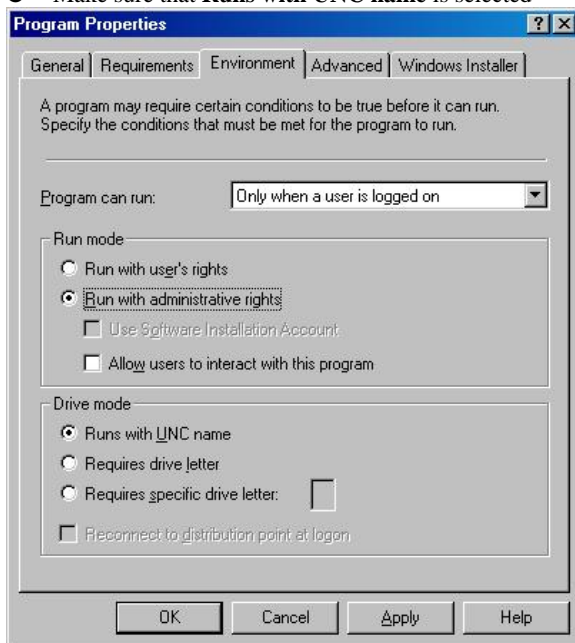 Make sure that Runs with UNC name is selected
Program Properties
General Requirements Environment Advanced Windows Installer
A program may require certain conditions to be true before it can run.
Specify the conditions that must be met for the program to run.
Program can run: Only when a user is logged on
Run mode
Run with user's rights
Run with administrative rights
Use Software Installation Account
Allow users to interact with this program
Drive mode
Runs with UNC name
Requires drive letter
Requires specific drive letter:
Reconnect to distribution point at logon
OK Cancel Apply Help